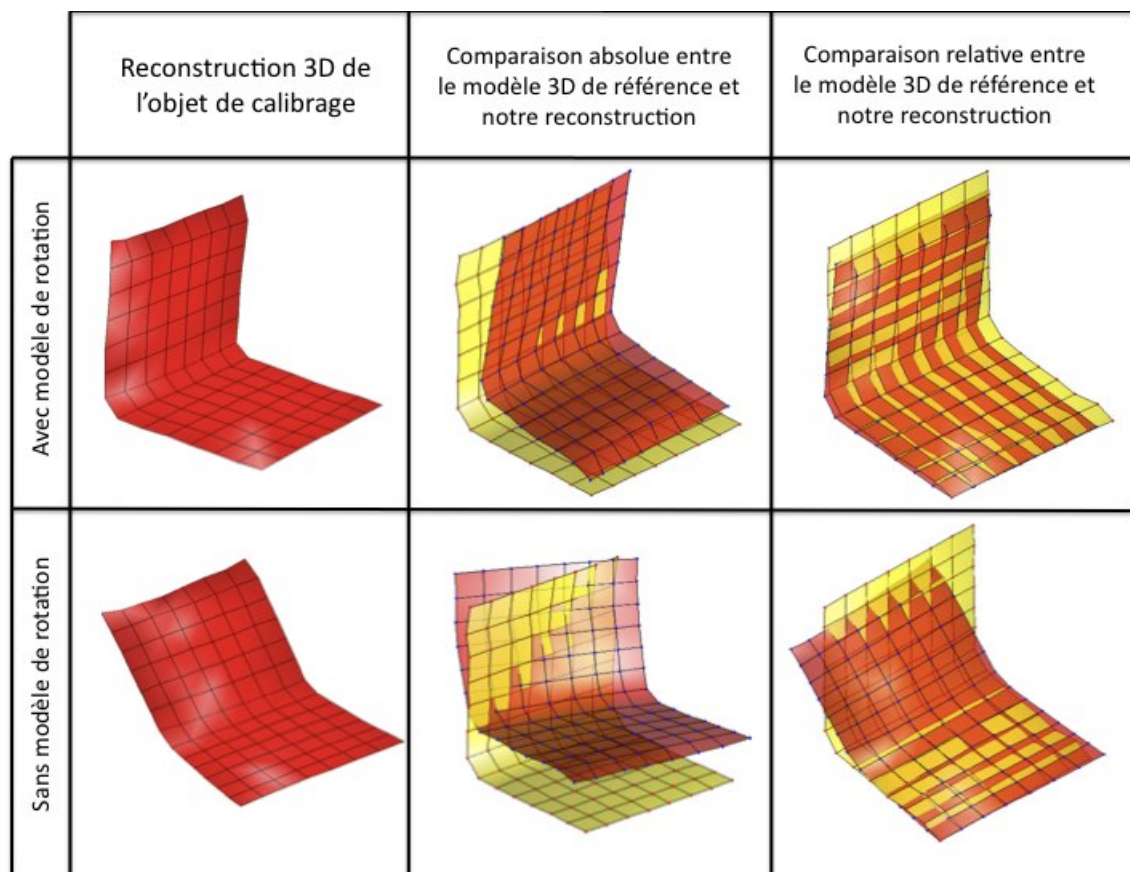 Reconstruction 3D de
l'objet de calibrage
Comparaison absolue entre
le modèle 3D de référence et
notre reconstruction
Comparaison relative entre
le modèle 3D de référence et
notre reconstruction
Avec modèle de rotation
Sans modèle de rotation